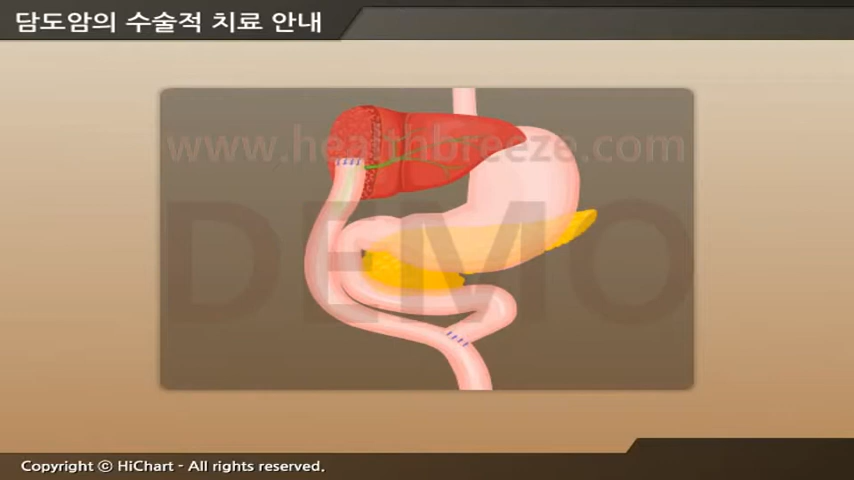 담도암의 수술적 치료 안내
www.healthbreeze.com
DEMO
Copyright ⓒ HiChart - All rights reserved.